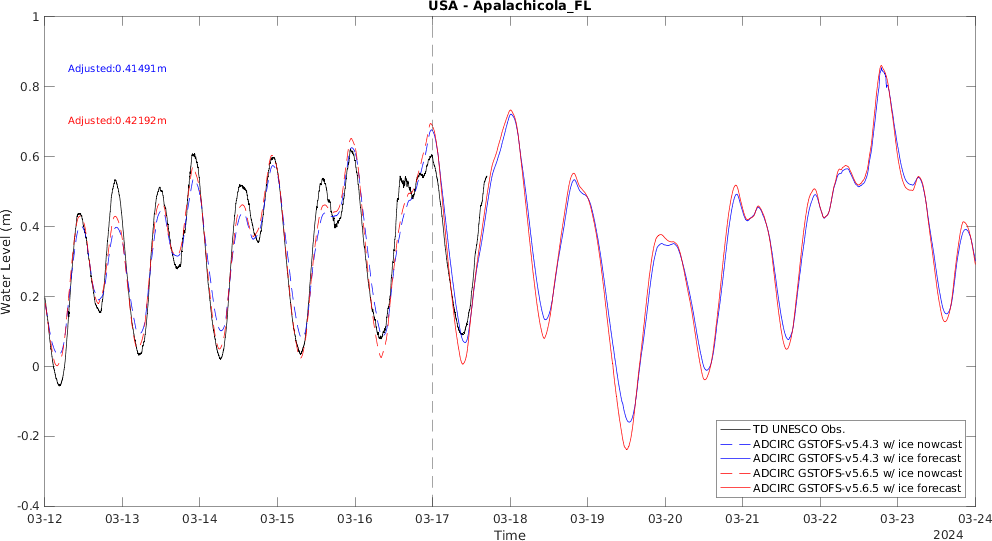 USA - Apalachicola_FL
Water Level (m)
1
0.8
0.6
0.4
0.2
0
-0.2
-0.4
Adjusted:0.41491m
Adjusted:0.42192m
TD UNESCO Obs.
ADCIRC GSTOFS-v5.4.3 w/ ice nowcast
ADCIRC GSTOFS-v5.4.3 w/ ice forecast
ADCIRC GSTOFS-v5.6.5 w/ ice nowcast
ADCIRC GSTOFS-v5.6.5 w/ ice forecast
03-12 03-13 03-14 03-15 03-16 03-17 03-18 03-19 03-20 03-21 03-22 03-23 03-24
Time
2024